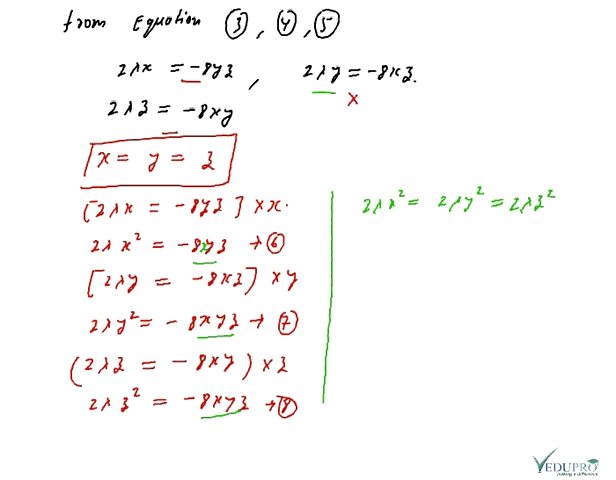 from Equation ③, ④, ⑤
2λx = -8yz, 2λy = -8xz.
x
2λz = -8xy
x = y = z
[2λx = -8yz] × x.
2λx² = -8xyz → ⑥
[2λy = -8xz] × y
2λy² = -8xyz → ⑦
(2λz = -8xy) × z
2λz² = -8xyz → ⑧
2λx² = 2λy² = 2λz²
VEDUPRO